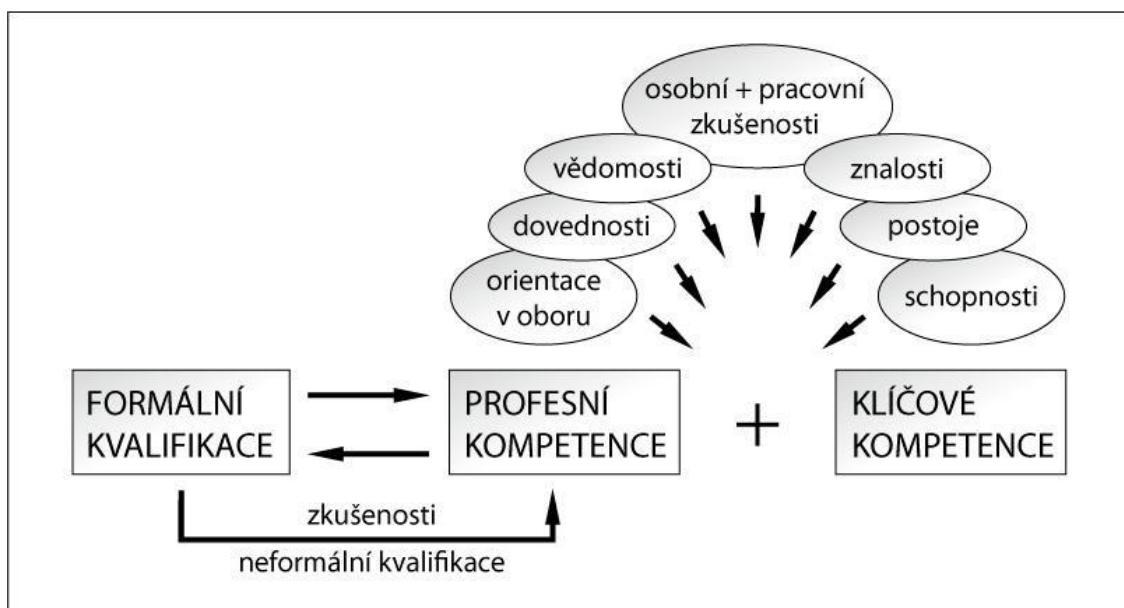 osobní + pracovní
zkušenosti
vědomosti
znalosti
dovednosti
postoje
orientace
v oboru
schopnosti
FORMÁLNÍ
KVALIFIKACE
PROFESNÍ
KOMPETENCE
+
KLÍČOVÉ
KOMPETENCE
zkušenosti
neformální kvalifikace